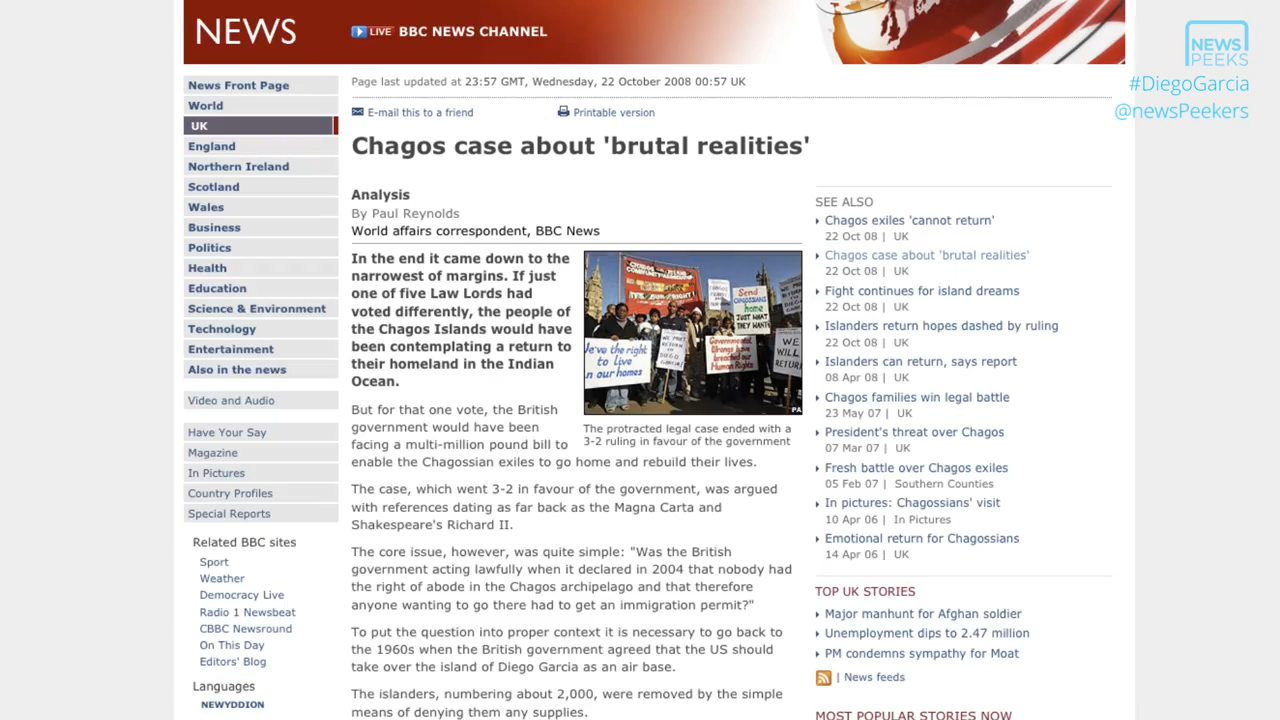 NEWS
LIVE BBC NEWS CHANNEL
NEWS
PEEKS
#DiegoGarcia
@newsPeekers
News Front Page
World
UK
England
Northern Ireland
Scotland
Wales
Business
Politics
Health
Education
Science & Environment
Technology
Entertainment
Also in the news
Video and Audio
Have Your Say
Magazine
In Pictures
Country Profiles
Special Reports
Related BBC sites
Sport
Weather
Democracy Live
Radio 1 Newsbeat
CBBC Newsround
On This Day
Editors' Blog
Languages
NEWYDDION
Page last updated at 23:57 GMT, Wednesday, 22 October 2008 00:57 UK
E-mail this to a friend
Printable version
Chagos case about 'brutal realities'
Analysis
By Paul Reynolds
World affairs correspondent, BBC News
In the end it came down to the
narrowest of margins. If just
one of five Law Lords had
voted differently, the people of
the Chagos Islands would have
been contemplating a return to
their homeland in the Indian
Ocean.
Send
CHAGOSSIANS
home
JUST WHAT
THEY WANT
We've the right
to live
in our homes
Governmental
wrongs have
breached our
Human Rights
WE
WILL
PA
The protracted legal case ended with a
3-2 ruling in favour of the government
But for that one vote, the British
government would have been
facing a multi-million pound bill to
enable the Chagossian exiles to go home and rebuild their lives.
The case, which went 3-2 in favour of the government, was argued
with references dating as far back as the Magna Carta and
Shakespeare's Richard II.
The core issue, however, was quite simple: "Was the British
government acting lawfully when it declared in 2004 that nobody had
the right of abode in the Chagos archipelago and that therefore
anyone wanting to go there had to get an immigration permit?"
To put the question into proper context it is necessary to go back to
the 1960s when the British government agreed that the US should
take over the island of Diego Garcia as an air base.
The islanders, numbering about 2,000, were removed by the simple
means of denying them any supplies.
SEE ALSO
Chagos exiles 'cannot return'
22 Oct 08 | UK
Chagos case about 'brutal realities'
22 Oct 08 | UK
Fight continues for island dreams
22 Oct 08 | UK
Islanders return hopes dashed by ruling
22 Oct 08 | UK
Islanders can return, says report
08 Apr 08 | UK
Chagos families win legal battle
23 May 07 | UK
President's threat over Chagos
07 Mar 07 | UK
Fresh battle over Chagos exiles
05 Feb 07 | Southern Counties
In pictures: Chagossians' visit
10 Apr 06 | In Pictures
Emotional return for Chagossians
14 Apr 06 | UK
TOP UK STORIES
Major manhunt for Afghan soldier
Unemployment dips to 2.47 million
PM condemns sympathy for Moat
| News feeds
MOST POPULAR STORIES NOW